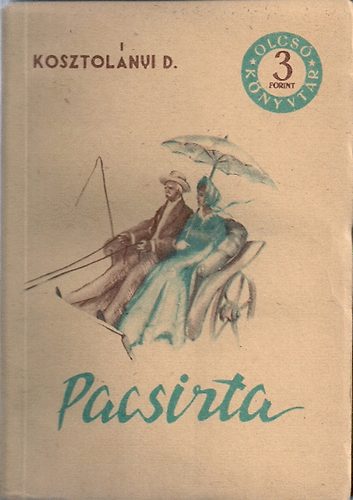 KOSZTOLÁNYI D.
OLCSÓ KÖNYVTÁR
3
FORINT
Pacsirta